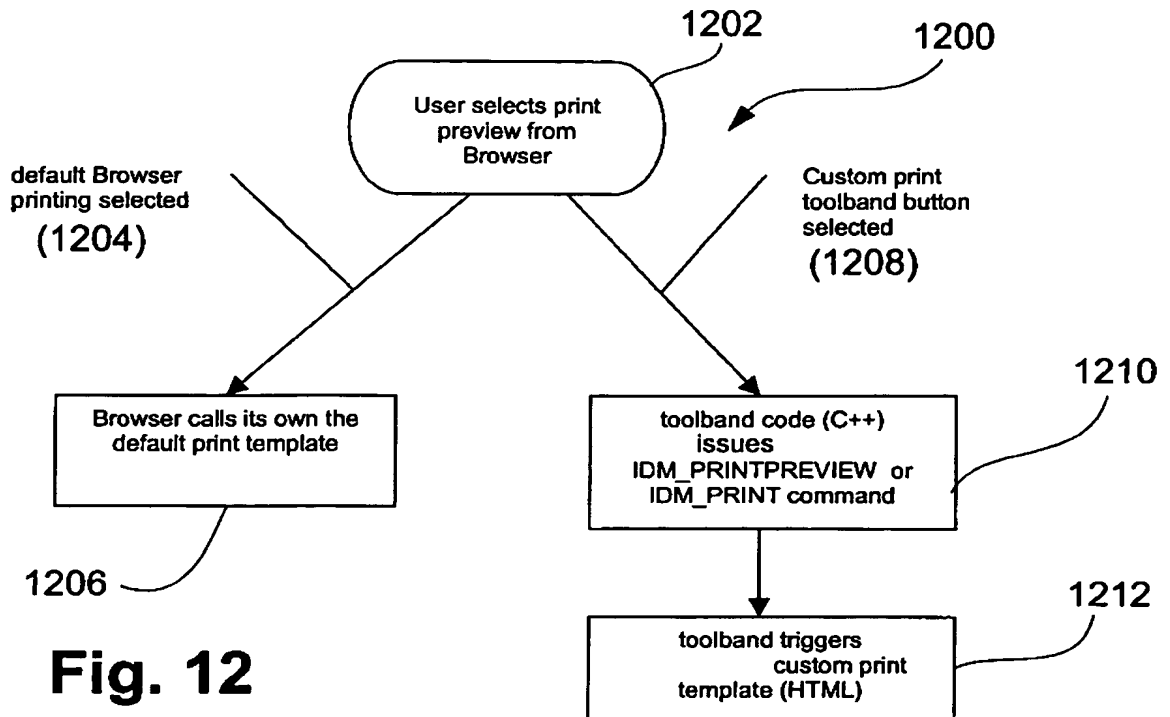 1202
1200
User selects print
preview from
Browser
default Browser
printing selected
(1204)
Custom print
toolband button
selected
(1208)
1210
Browser calls its own the
default print template
toolband code (C++)
issues
IDM_PRINTPREVIEW or
IDM_PRINT command
1206
1212
toolband triggers
custom print
template (HTML)
Fig. 12